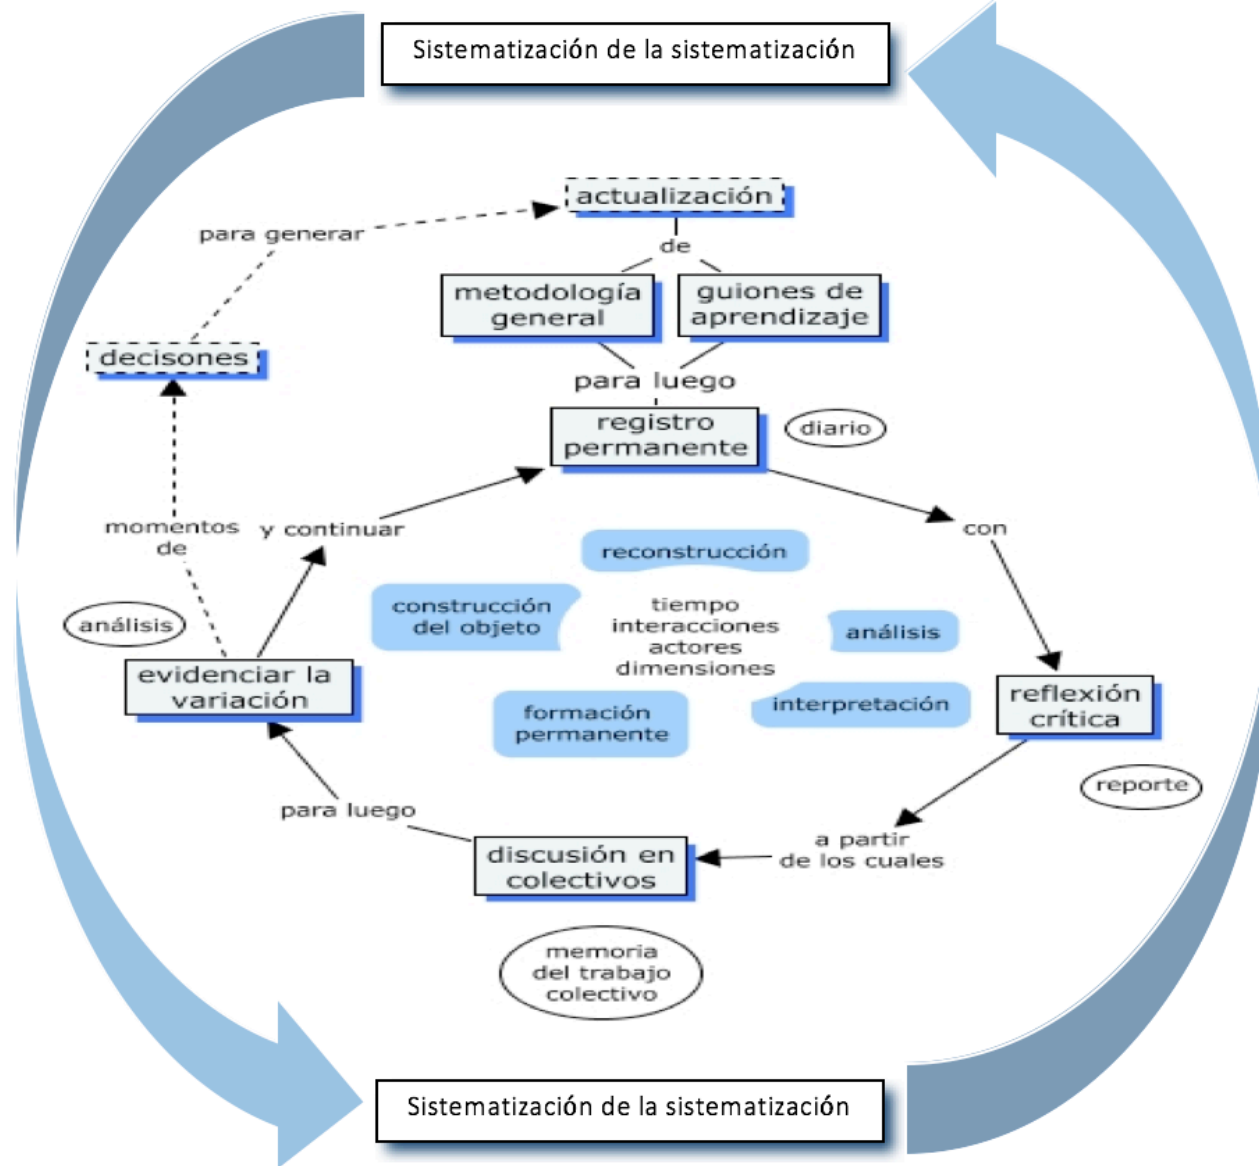 Sistematización de la sistematización
actualización
para generar
de
metodología
general
guiones de
aprendizaje
decisones
para luego
registro
permanente
diario
momentos
de
y continuar
con
reconstrucción
construcción
del objeto
tiempo
interacciones
actores
dimensiones
análisis
análisis
evidenciar la
variación
interpretación
reflexión
crítica
formación
permanente
reporte
para luego
a partir
de los cuales
discusión en
colectivos
memoria
del trabajo
colectivo
Sistematización de la sistematización